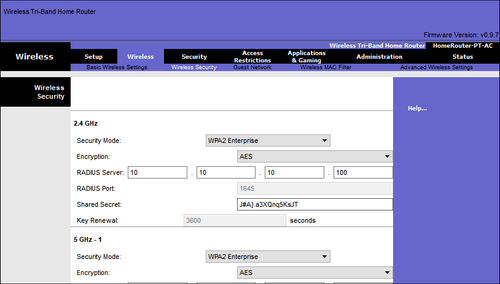 Wireless Tri-Band Home Router
Firmware Version: v0.9.7
Wireless Tri-Band Home Router HomeRouter-PT-AC
Wireless Setup Wireless Security Access Restrictions Applications & Gaming Administration Status
Basic Wireless Settings Wireless Security Guest Network Wireless MAC Filter Advanced Wireless Settings
Wireless Security
Help...
2.4 GHz
Security Mode: WPA2 Enterprise
Encryption: AES
RADIUS Server: 10 . 10 . 10 . 100
RADIUS Port: 1645
Shared Secret: J#A}.a3XQnq5KsJT
Key Renewal: 3600 seconds
5 GHz - 1
Security Mode: WPA2 Enterprise
Encryption: AES